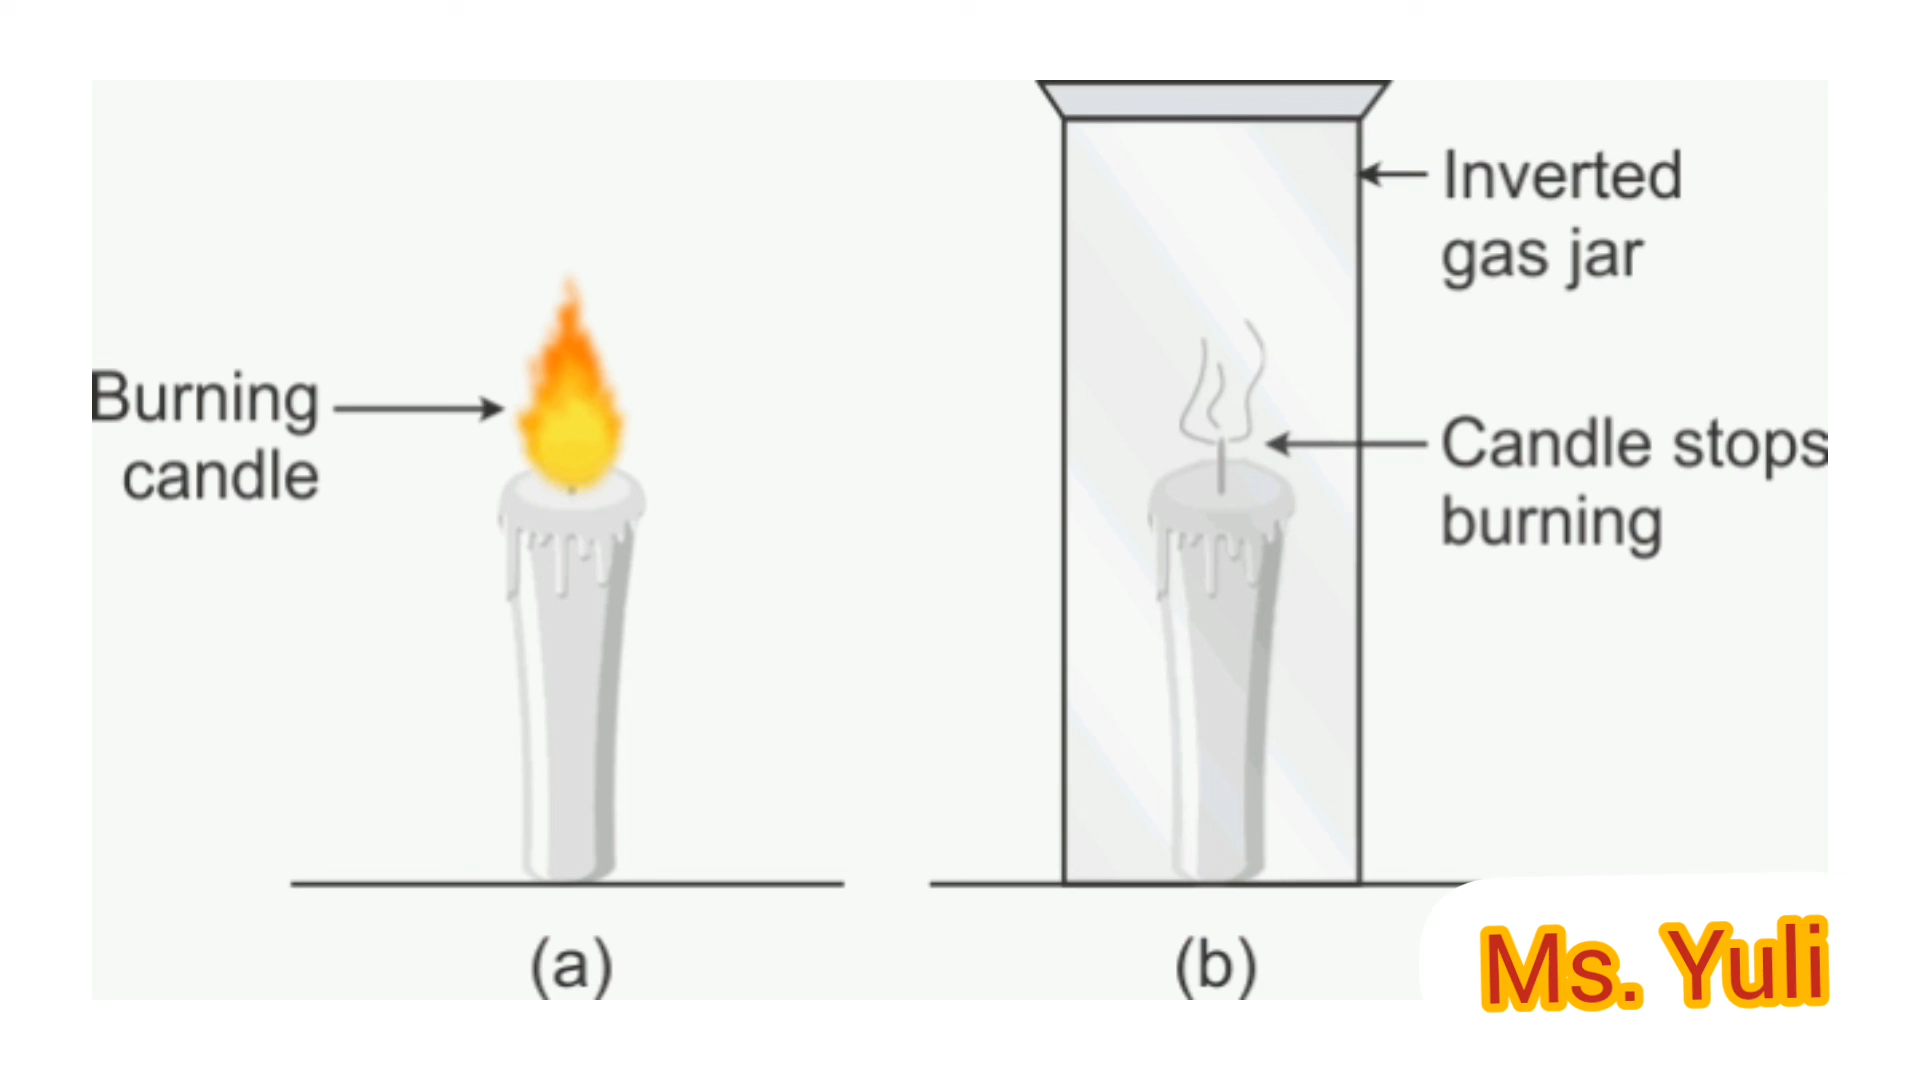 Burning
candle
(a)
Inverted
gas jar
Candle stops
burning
(b)
Ms. Yuli